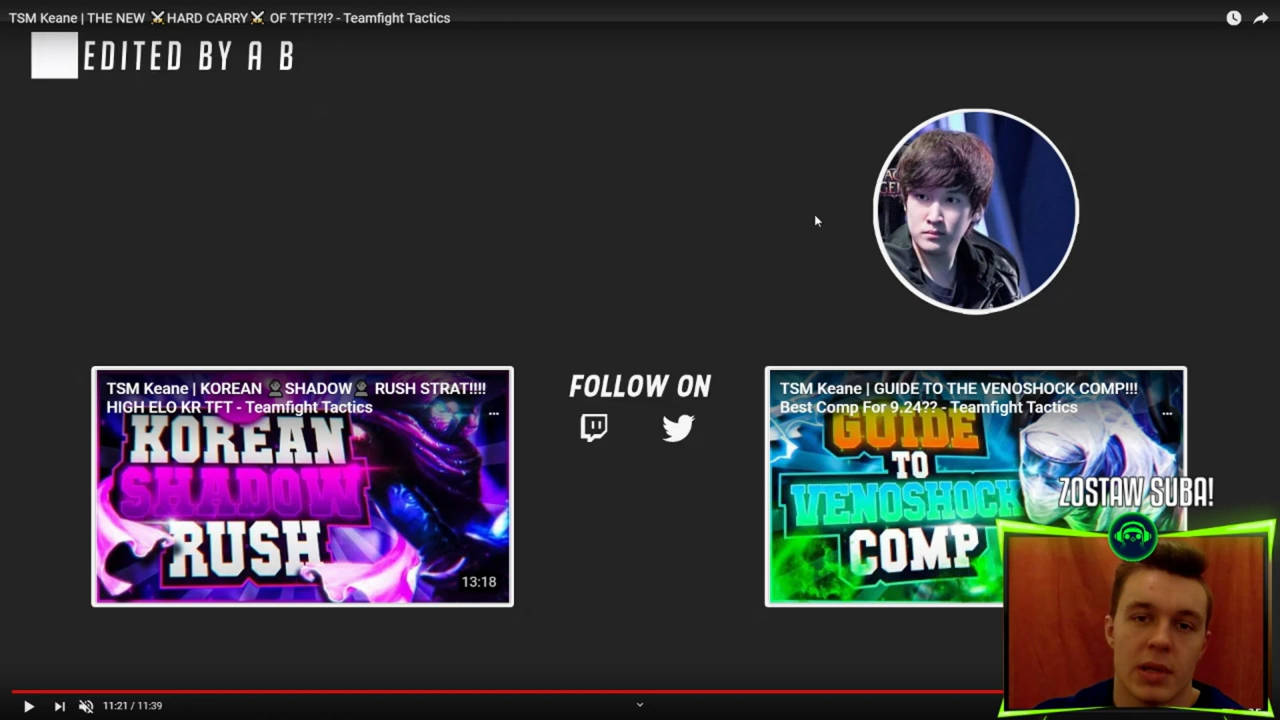 TSM Keane | THE NEW ⚔HARD CARRY⚔ OF TFT!?!? - Teamfight Tactics
EDITED BY A B
TSM Keane | KOREAN 👤SHADOW👤 RUSH STRAT!!!!
HIGH ELO KR TFT - Teamfight Tactics
KOREAN
SHADOW
RUSH
13:18
FOLLOW ON
TSM Keane | GUIDE TO THE VENOSHOCK COMP!!!
Best Comp For 9.24?? - Teamfight Tactics
GUIDE
TO
VENOSHOCK
COMP
ZOSTAW SUBA!
11:21 / 11:39